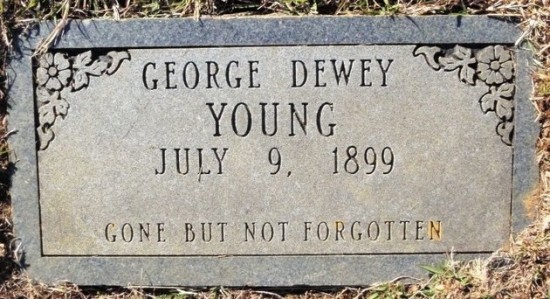 GEORGE DEWEY
YOUNG
JULY 9, 1899
GONE BUT NOT FORGOTTEN